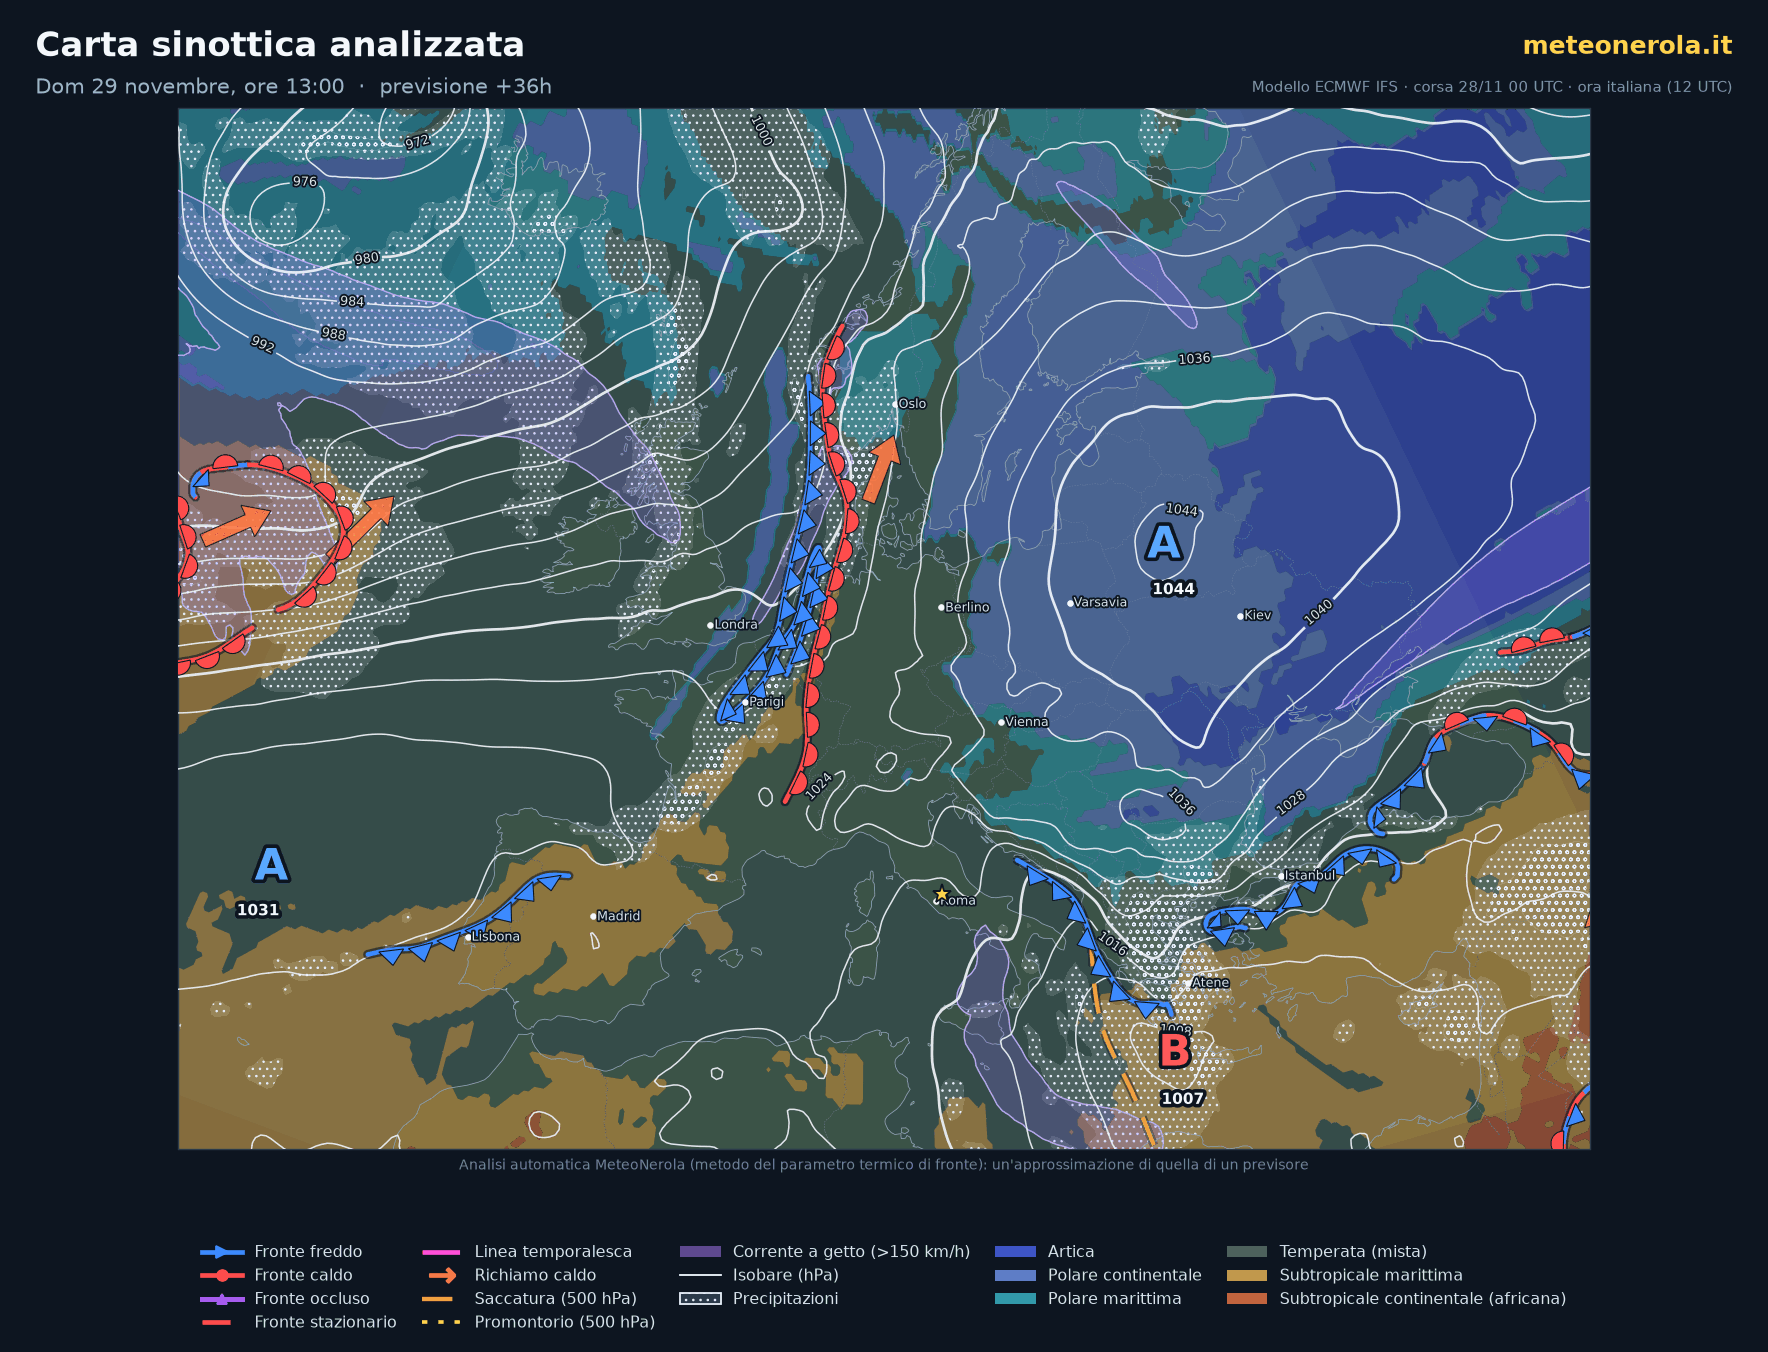 Carta sinottica analizzata
meteonerola.it
Dom 29 novembre, ore 13:00 · previsione +36h
Modello ECMWF IFS · corsa 28/11 00 UTC · ora italiana (12 UTC)
972
1000
976
980
984
988
992
1036
Oslo
1044
A
1044
Berlino
Varsavia
Kiev
1040
Londra
Parigi
Vienna
1024
1036
1028
A
1031
Istanbul
Roma
Madrid
Lisbona
1016
Atene
1008
B
1007
Analisi automatica MeteoNerola (metodo del parametro termico di fronte): un'approssimazione di quella di un previsore
Fronte freddo
Linea temporalesca
Corrente a getto (>150 km/h)
Artica
Temperata (mista)
Fronte caldo
Richiamo caldo
Isobare (hPa)
Polare continentale
Subtropicale marittima
Fronte occluso
Saccatura (500 hPa)
Precipitazioni
Polare marittima
Subtropicale continentale (africana)
Fronte stazionario
Promontorio (500 hPa)